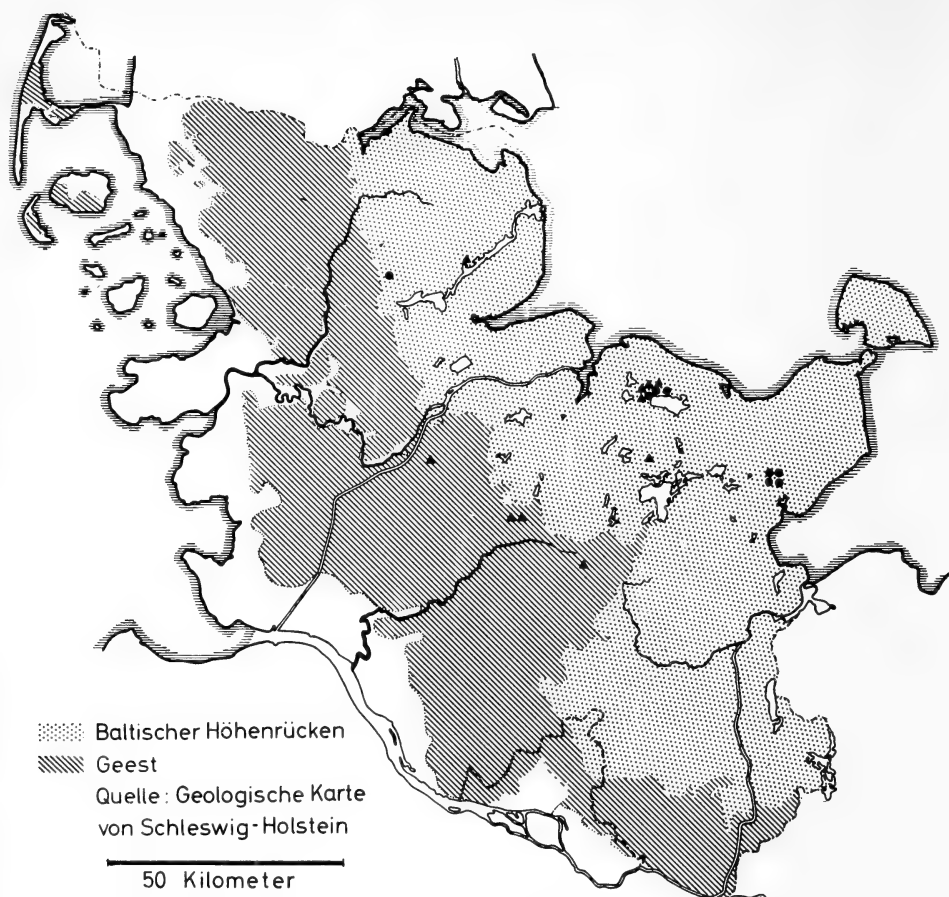 Baltischer Höhenrücken
Geest
Quelle: Geologische Karte
von Schleswig-Holstein
50 Kilometer